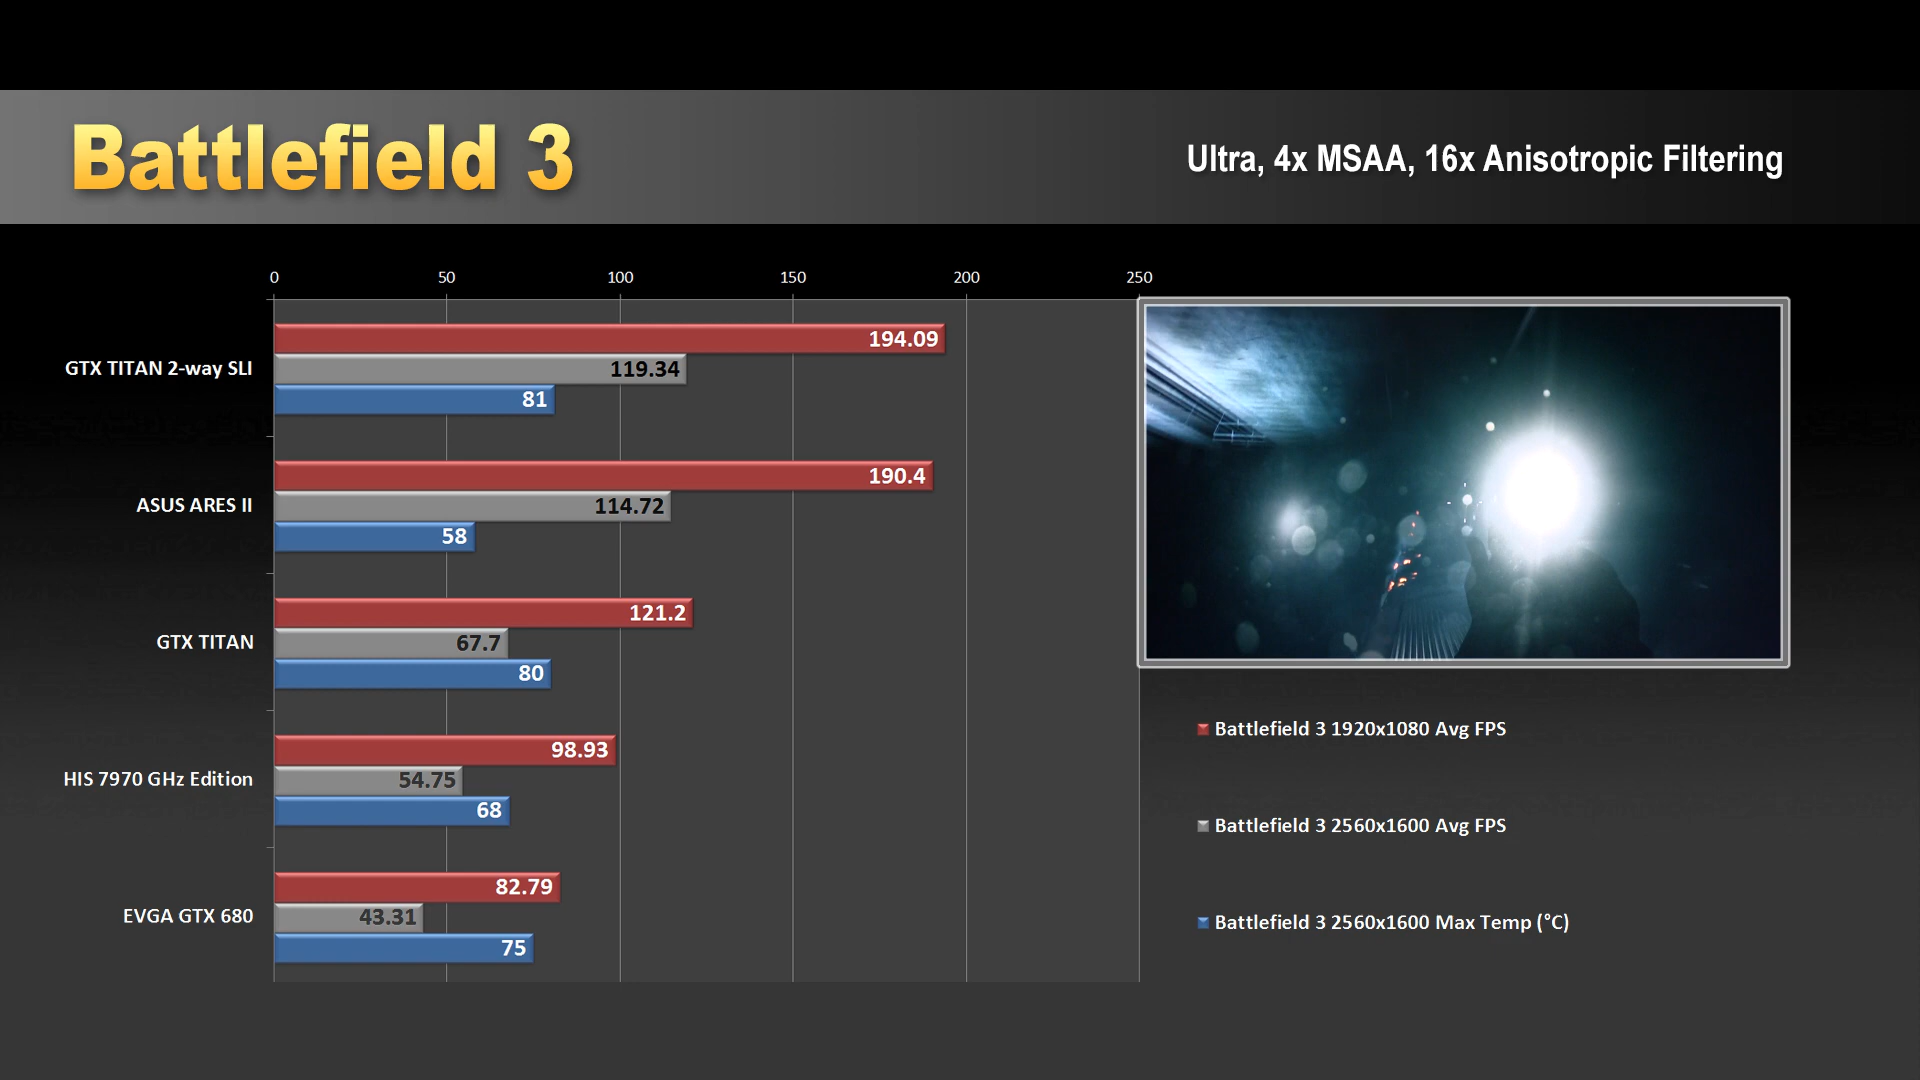 Battlefield 3
Ultra, 4x MSAA, 16x Anisotropic Filtering
0 50 100 150 200 250
GTX TITAN 2-way SLI
194.09
119.34
81
ASUS ARES II
190.4
114.72
58
GTX TITAN
121.2
67.7
80
HIS 7970 GHz Edition
98.93
54.75
68
EVGA GTX 680
82.79
43.31
75
Battlefield 3 1920x1080 Avg FPS
Battlefield 3 2560x1600 Avg FPS
Battlefield 3 2560x1600 Max Temp (°C)